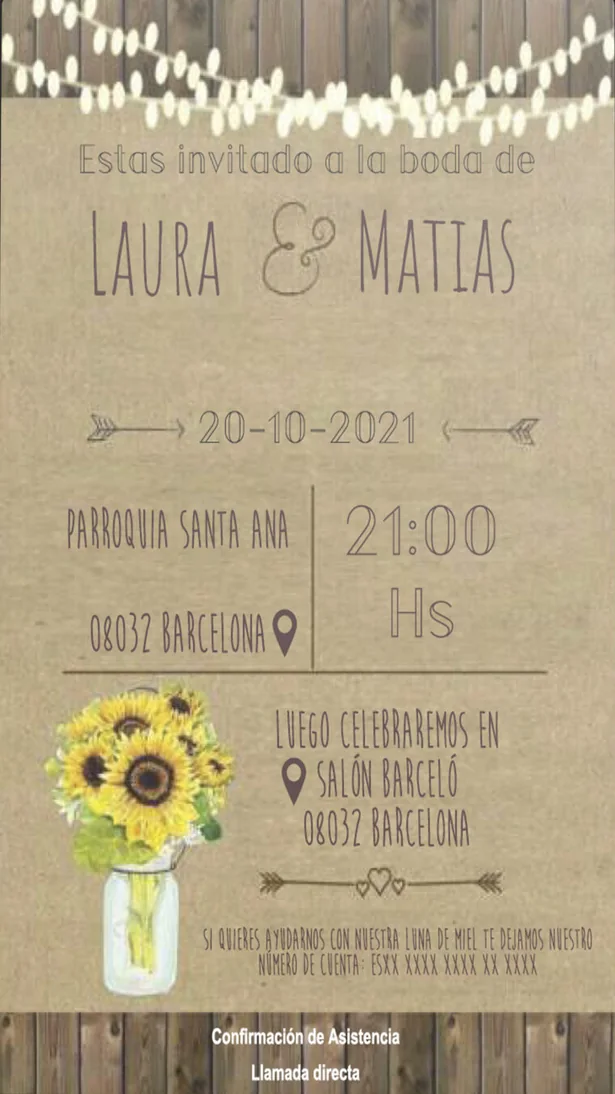 Estas invitado a la boda de
LAURA & MATIAS
20-10-2021
PARROQUIA SANTA ANA
08032 BARCELONA
21:00
Hs
LUEGO CELEBRAREMOS EN
SALÓN BARCELÓ
08032 BARCELONA
SI QUIERES AYUDARNOS CON NUESTRA LUNA DE MIEL TE DEJAMOS NUESTRO
NÚMERO DE CUENTA: ESXX XXXX XXXX XX XXXX
Confirmación de Asistencia
Llamada directa